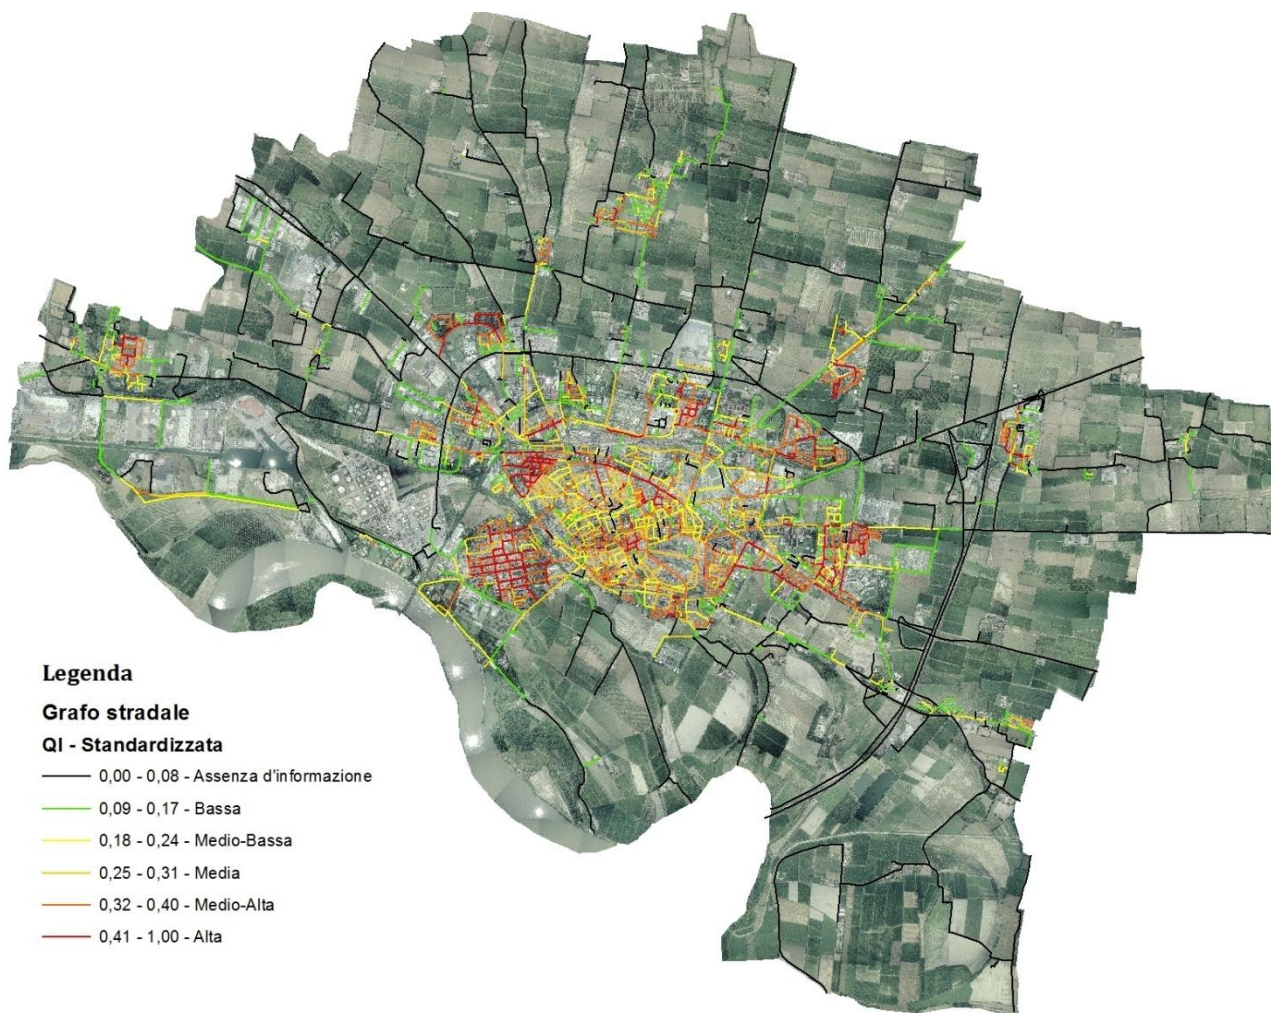 Legenda
Grafo stradale
QI - Standardizzata
0,00 - 0,08 - Assenza d'informazione
0,09 - 0,17 - Bassa
0,18 - 0,24 - Medio-Bassa
0,25 - 0,31 - Media
0,32 - 0,40 - Medio-Alta
0,41 - 1,00 - Alta